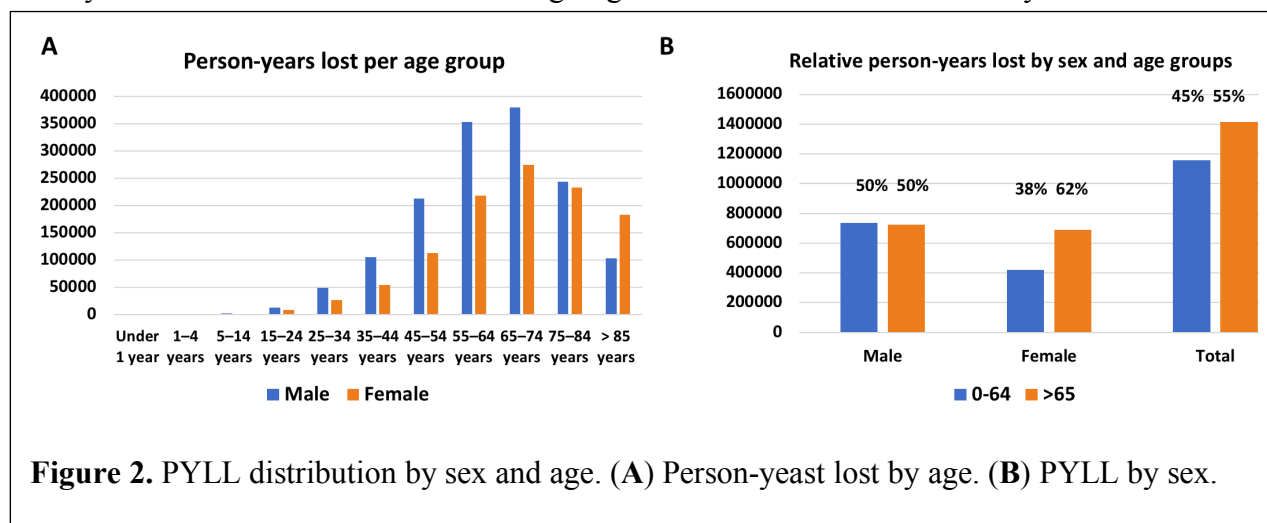 A
Person-years lost per age group
400000
350000
300000
250000
200000
150000
100000
50000
0
Under 1–4 5–14 15–24 25–34 35–44 45–54 55–64 65–74 75–84 > 85
1 year years years years years years years years years years years
Male Female
B
Relative person-years lost by sex and age groups
1600000
1400000
1200000
1000000
800000
600000
400000
200000
0
45% 55%
50% 50% 38% 62%
Male Female Total
0-64 >65
Figure 2. PYLL distribution by sex and age. (A) Person-yeast lost by age. (B) PYLL by sex.